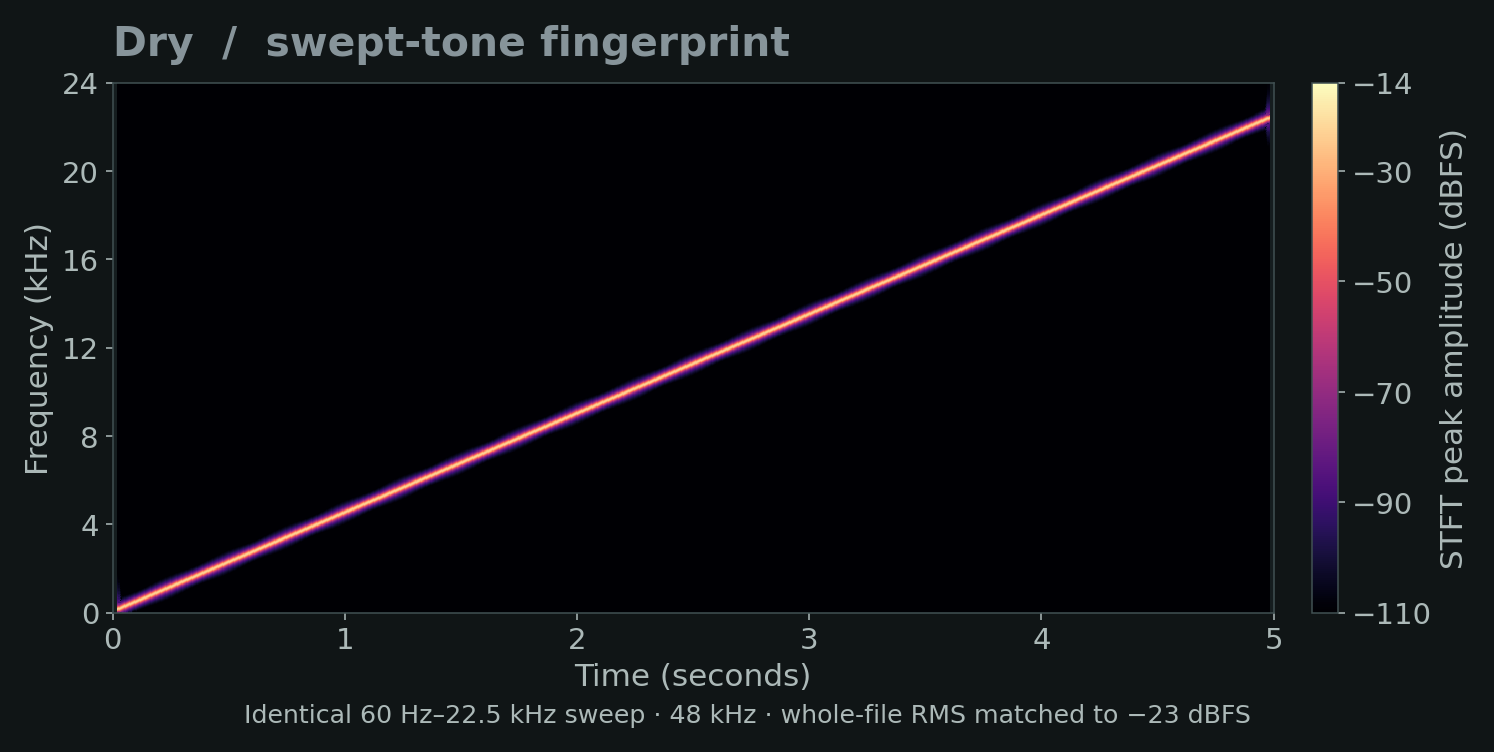 Dry / swept-tone fingerprint
24
20
16
12
8
4
0
Frequency (kHz)
0 1 2 3 4 5
Time (seconds)
−14
−30
−50
−70
−90
−110
STFT peak amplitude (dBFS)
Identical 60 Hz–22.5 kHz sweep · 48 kHz · whole-file RMS matched to −23 dBFS